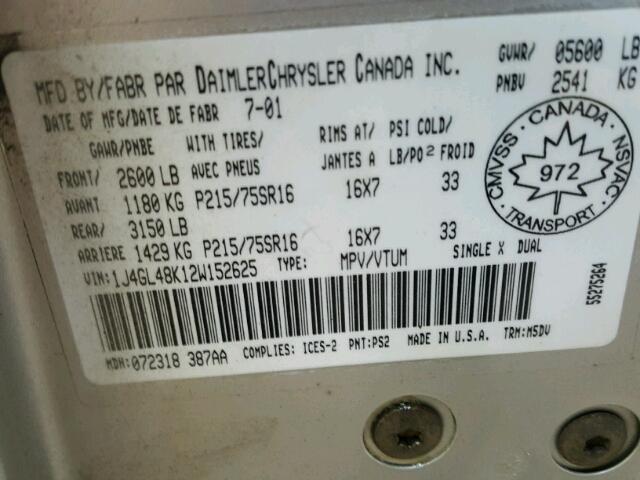 MFD BY/FABR PAR DAIMLERCHRYSLER CANADA INC.
GVWR/ 05600 LB
PNBV 2541 KG
DATE OF MFG/DATE DE FABR 7-01
GAWR/PNBE WITH TIRES/ RIMS AT/ PSI COLD/
AVEC PNEUS JANTES A LB/PO2 FROID
FRONT/ 2600 LB
AVANT 1180 KG P215/75SR16 16X7 33
REAR/ 3150 LB
ARRIERE 1429 KG P215/75SR16 16X7 33
VIN: 1J4GL48K12W152625 TYPE: MPV/VTUM SINGLE X DUAL
CMVSS · CANADA · NSVAC
972
TRANSPORT
55275264
MDH: 072318 387AA COMPLIES: ICES-2 PNT: PS2 MADE IN U.S.A. TRM: M5DV